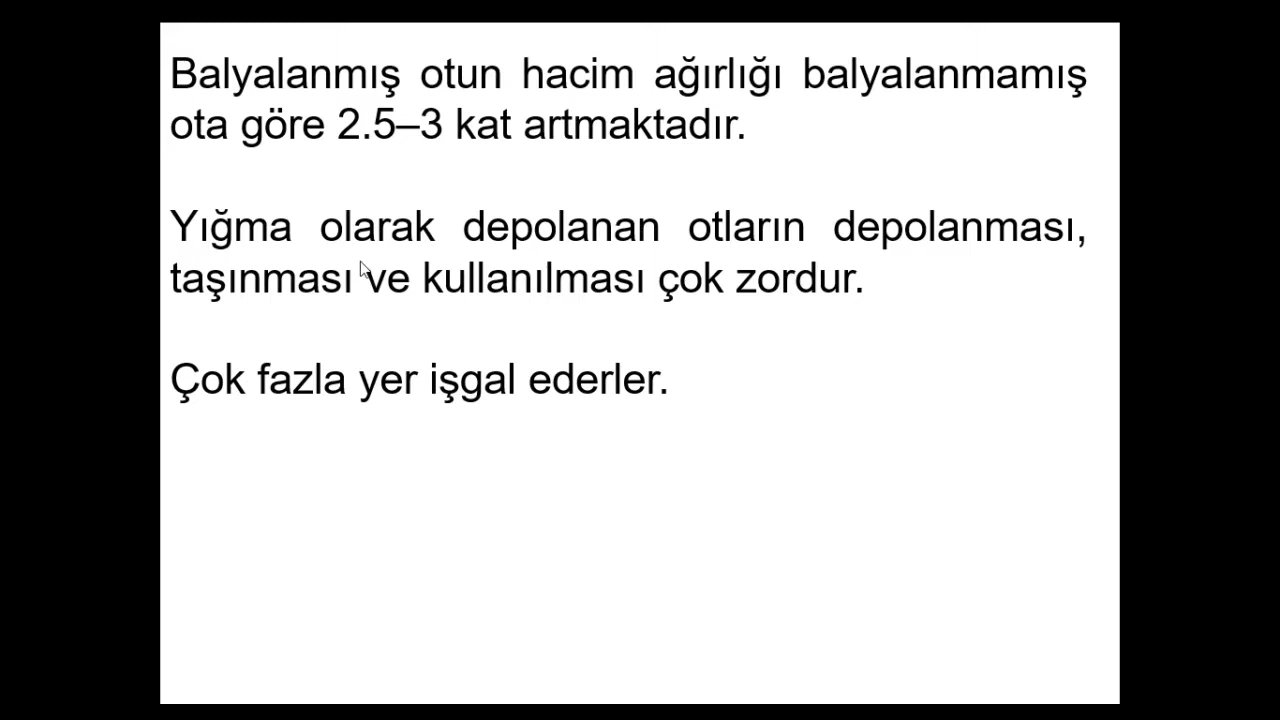 Balyalanmış otun hacim ağırlığı balyalanmamış
ota göre 2.5–3 kat artmaktadır.
Yığma olarak depolanan otların depolanması,
taşınması ve kullanılması çok zordur.
Çok fazla yer işgal ederler.